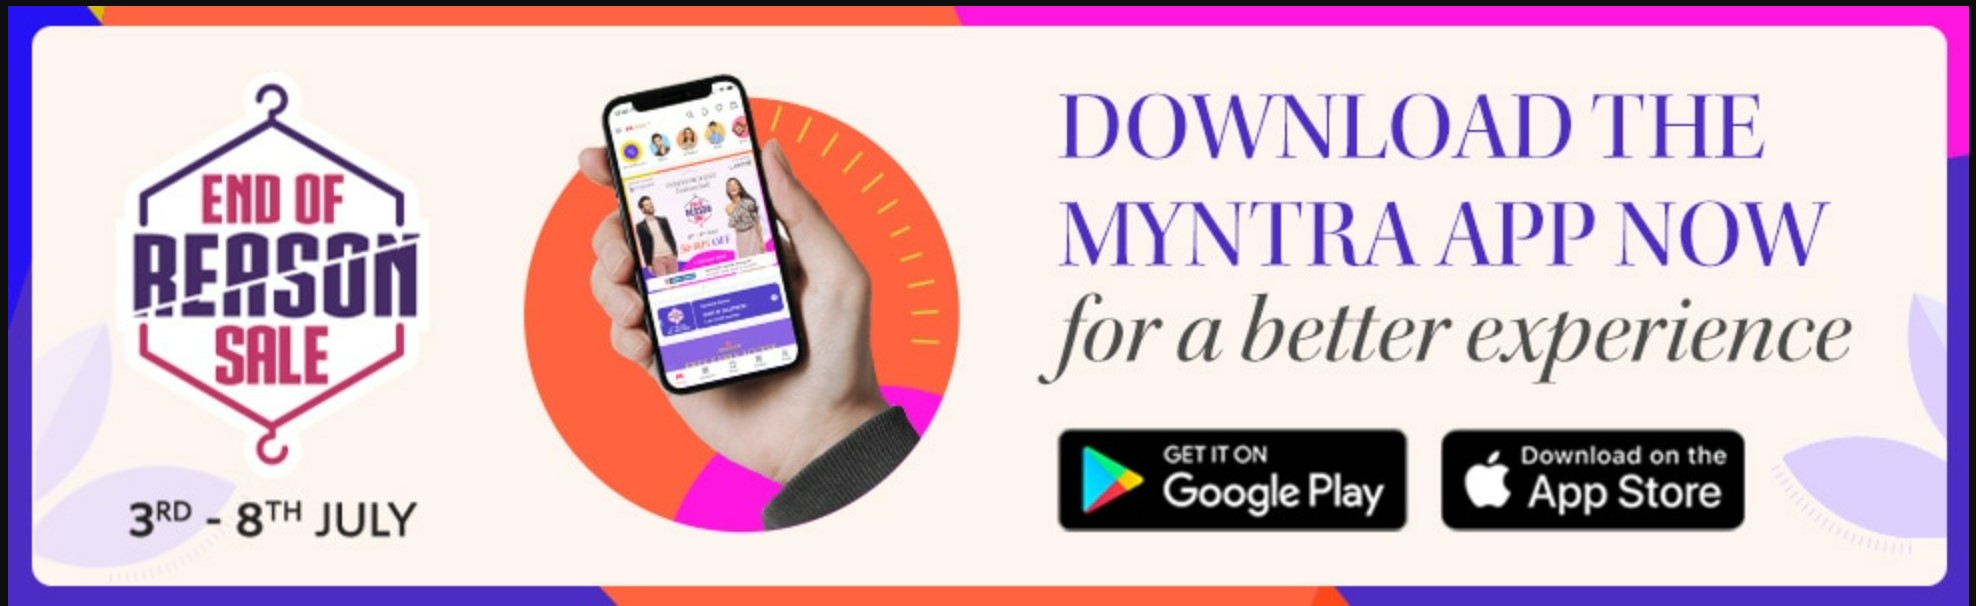 END OF
REASON
SALE
3RD - 8TH JULY
DOWNLOAD THE
MYNTRA APP NOW
for a better experience
GET IT ON
Google Play
Download on the
App Store